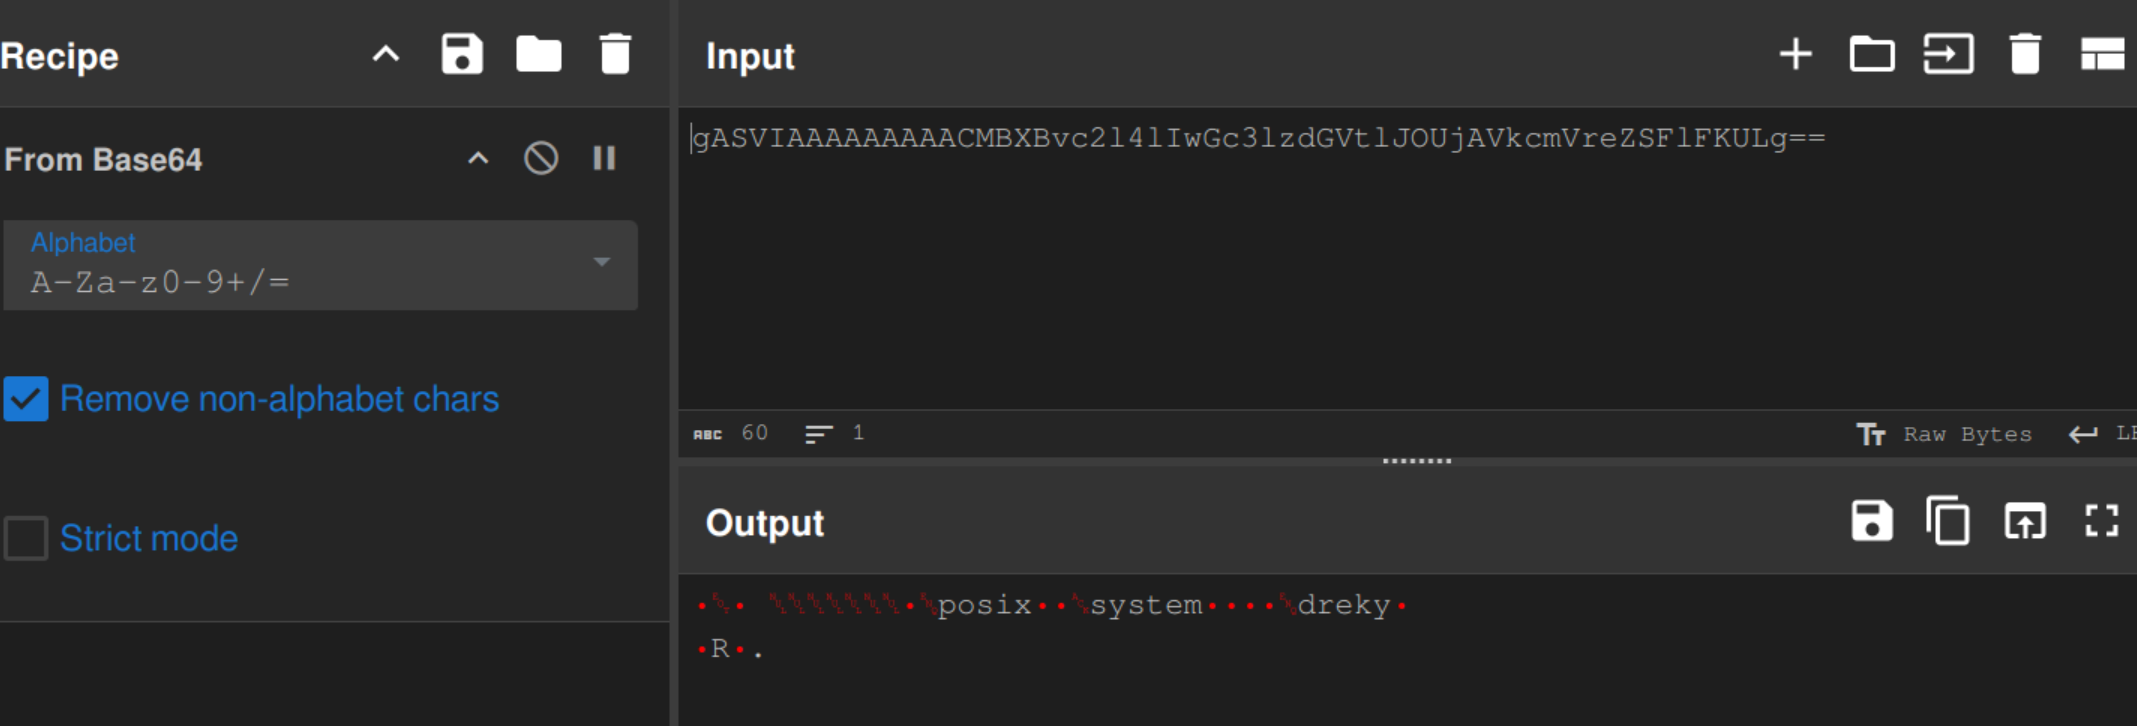 Recipe
From Base64
Alphabet
A-Za-z0-9+/=
Remove non-alphabet chars
Strict mode
Input
gASVIAAAAAAAAACMBXBvc2l4lIwGc3lzdGVtlJOUjAVkcmVreZSFlFKULg==
ABC 60 1
Raw Bytes
Output
posix system dreky
R .